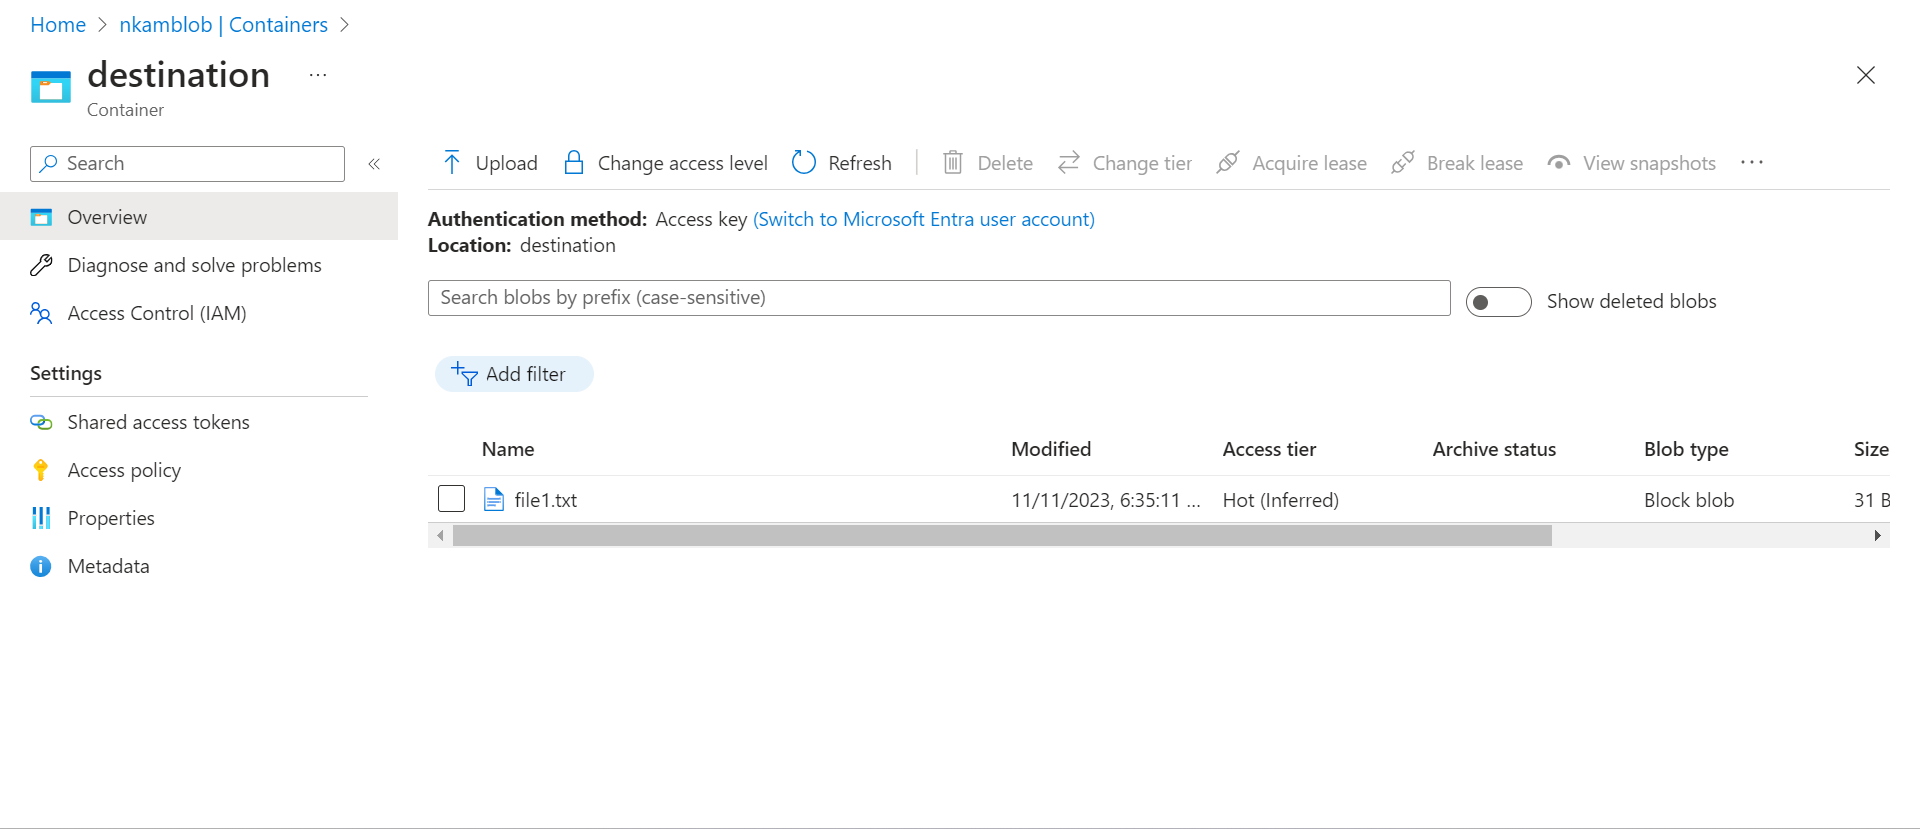 Home > nkamblob | Containers >
destination ...
Container
Search «
Overview
Diagnose and solve problems
Access Control (IAM)
Settings
Shared access tokens
Access policy
Properties
Metadata
Upload Change access level Refresh | Delete Change tier Acquire lease Break lease View snapshots ...
Authentication method: Access key (Switch to Microsoft Entra user account)
Location: destination
Search blobs by prefix (case-sensitive) Show deleted blobs
Add filter
Name Modified Access tier Archive status Blob type Size
file1.txt 11/11/2023, 6:35:11 ... Hot (Inferred) Block blob 31 B